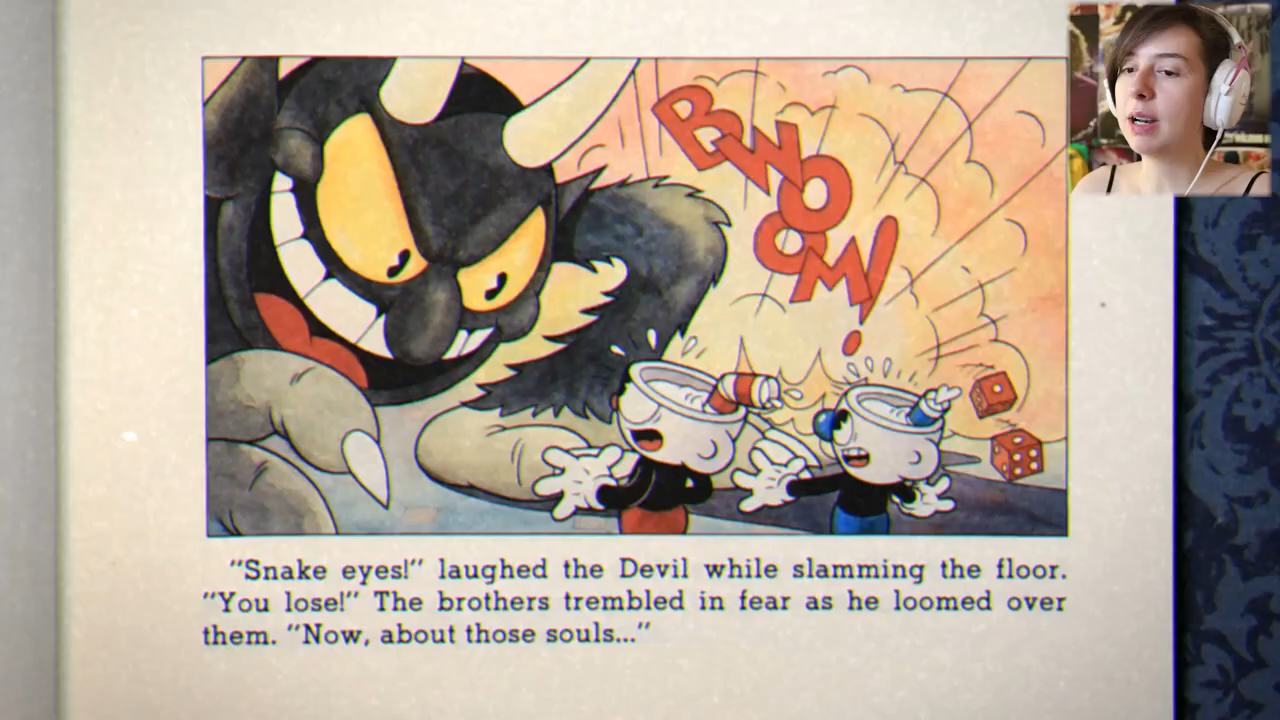 BWOOM!
"Snake eyes!" laughed the Devil while slamming the floor.
"You lose!" The brothers trembled in fear as he loomed over
them. "Now, about those souls..."